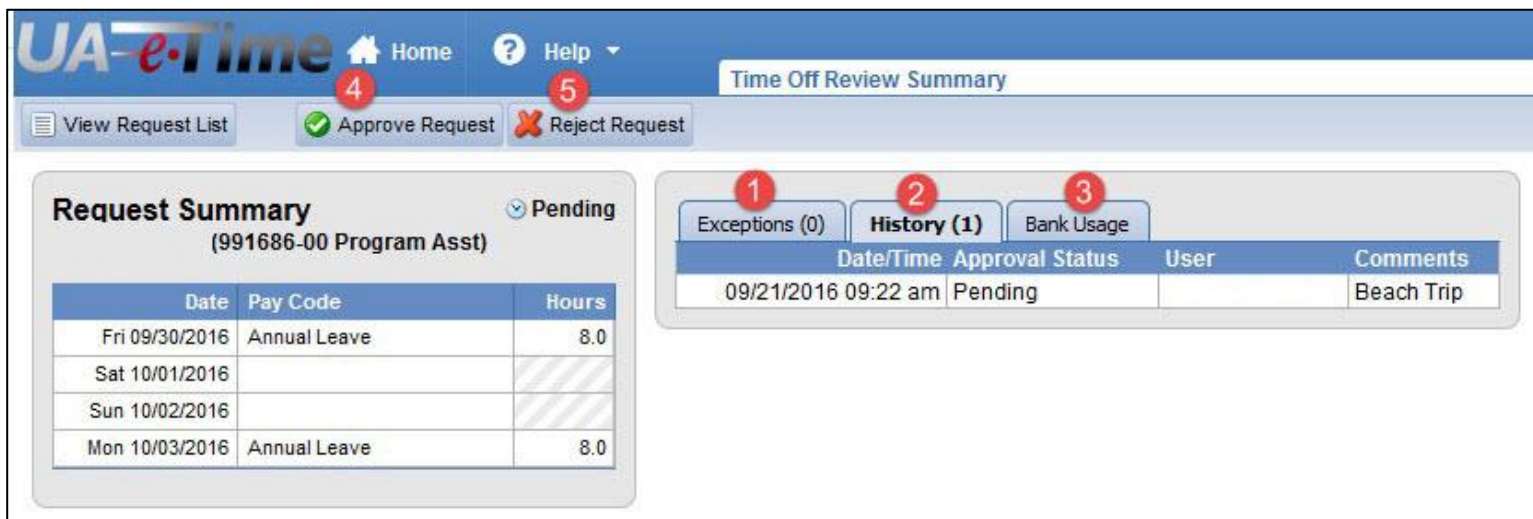 UA-e·Time Home ? Help
Time Off Review Summary
4 5
View Request List Approve Request Reject Request
Request Summary Pending
(991686-00 Program Asst)
Date Pay Code Hours
Fri 09/30/2016 Annual Leave 8.0
Sat 10/01/2016
Sun 10/02/2016
Mon 10/03/2016 Annual Leave 8.0
1 2 3
Exceptions (0) History (1) Bank Usage
Date/Time Approval Status User Comments
09/21/2016 09:22 am Pending Beach Trip